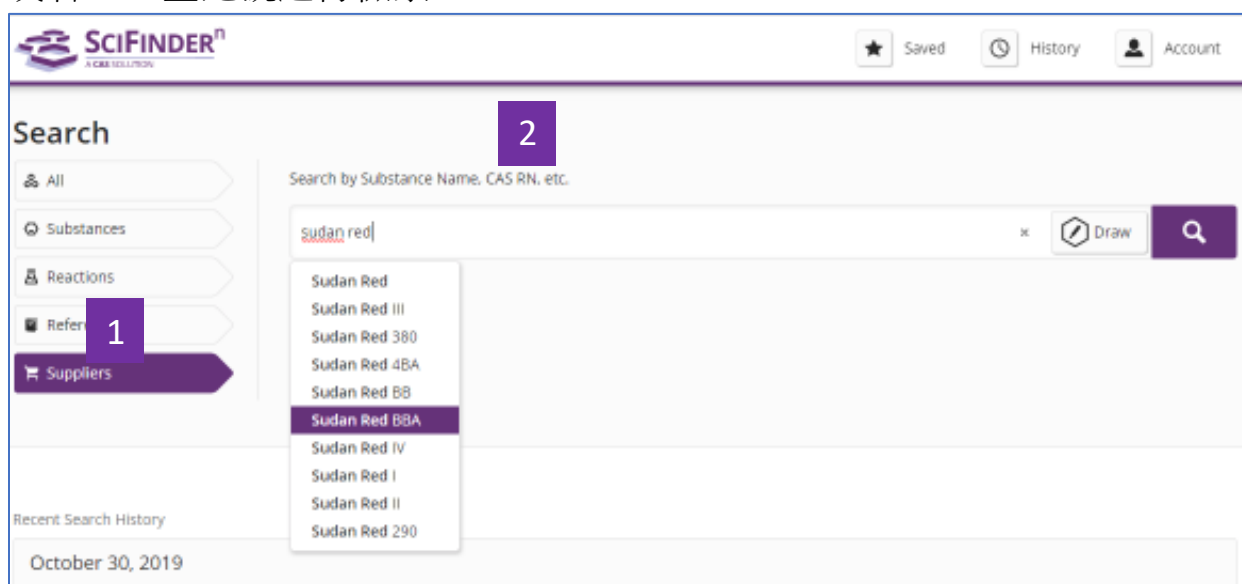 SCIFINDERⁿ
A CAS SOLUTION
Saved
History
Account
Search
2
All
Search by Substance Name, CAS RN, etc.
Substances
sudan red
×
Draw
Reactions
Sudan Red
Sudan Red III
Sudan Red 380
1
Sudan Red 4BA
Suppliers
Sudan Red BB
Sudan Red BBA
Sudan Red IV
Sudan Red I
Sudan Red II
Sudan Red 290
Recent Search History
October 30, 2019